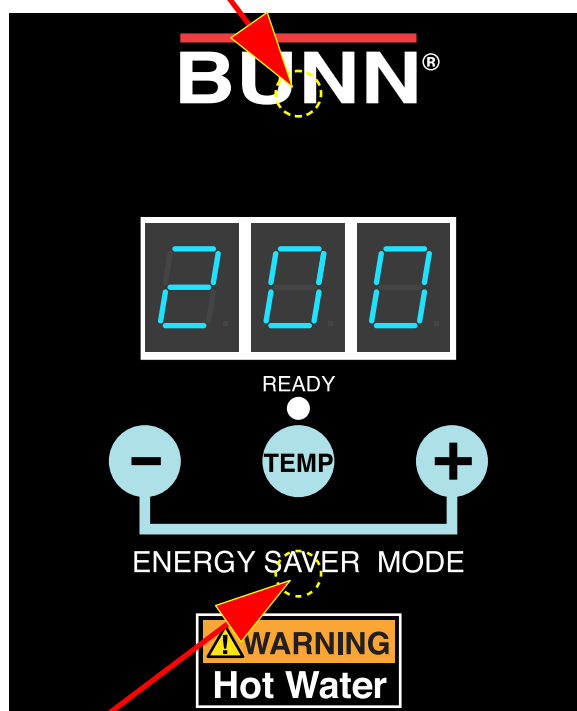 BUNN®
200
READY
- TEMP +
ENERGY SAVER MODE
WARNING
Hot Water